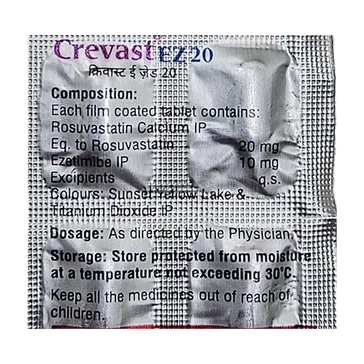 Crevast EZ 20
क्रिवास्ट ई ज़ेड 20
Composition:
Each film coated tablet contains:
Rosuvastatin Calcium IP
Eq. to Rosuvastatin 20 mg
Ezetimibe IP 10 mg
Excipients q.s.
Colours: Sunset Yellow Lake &
Titanium Dioxide IP
Dosage: As directed by the Physician.
Storage: Store protected from moisture
at a temperature not exceeding 30°C.
Keep all the medicines out of reach of
children.